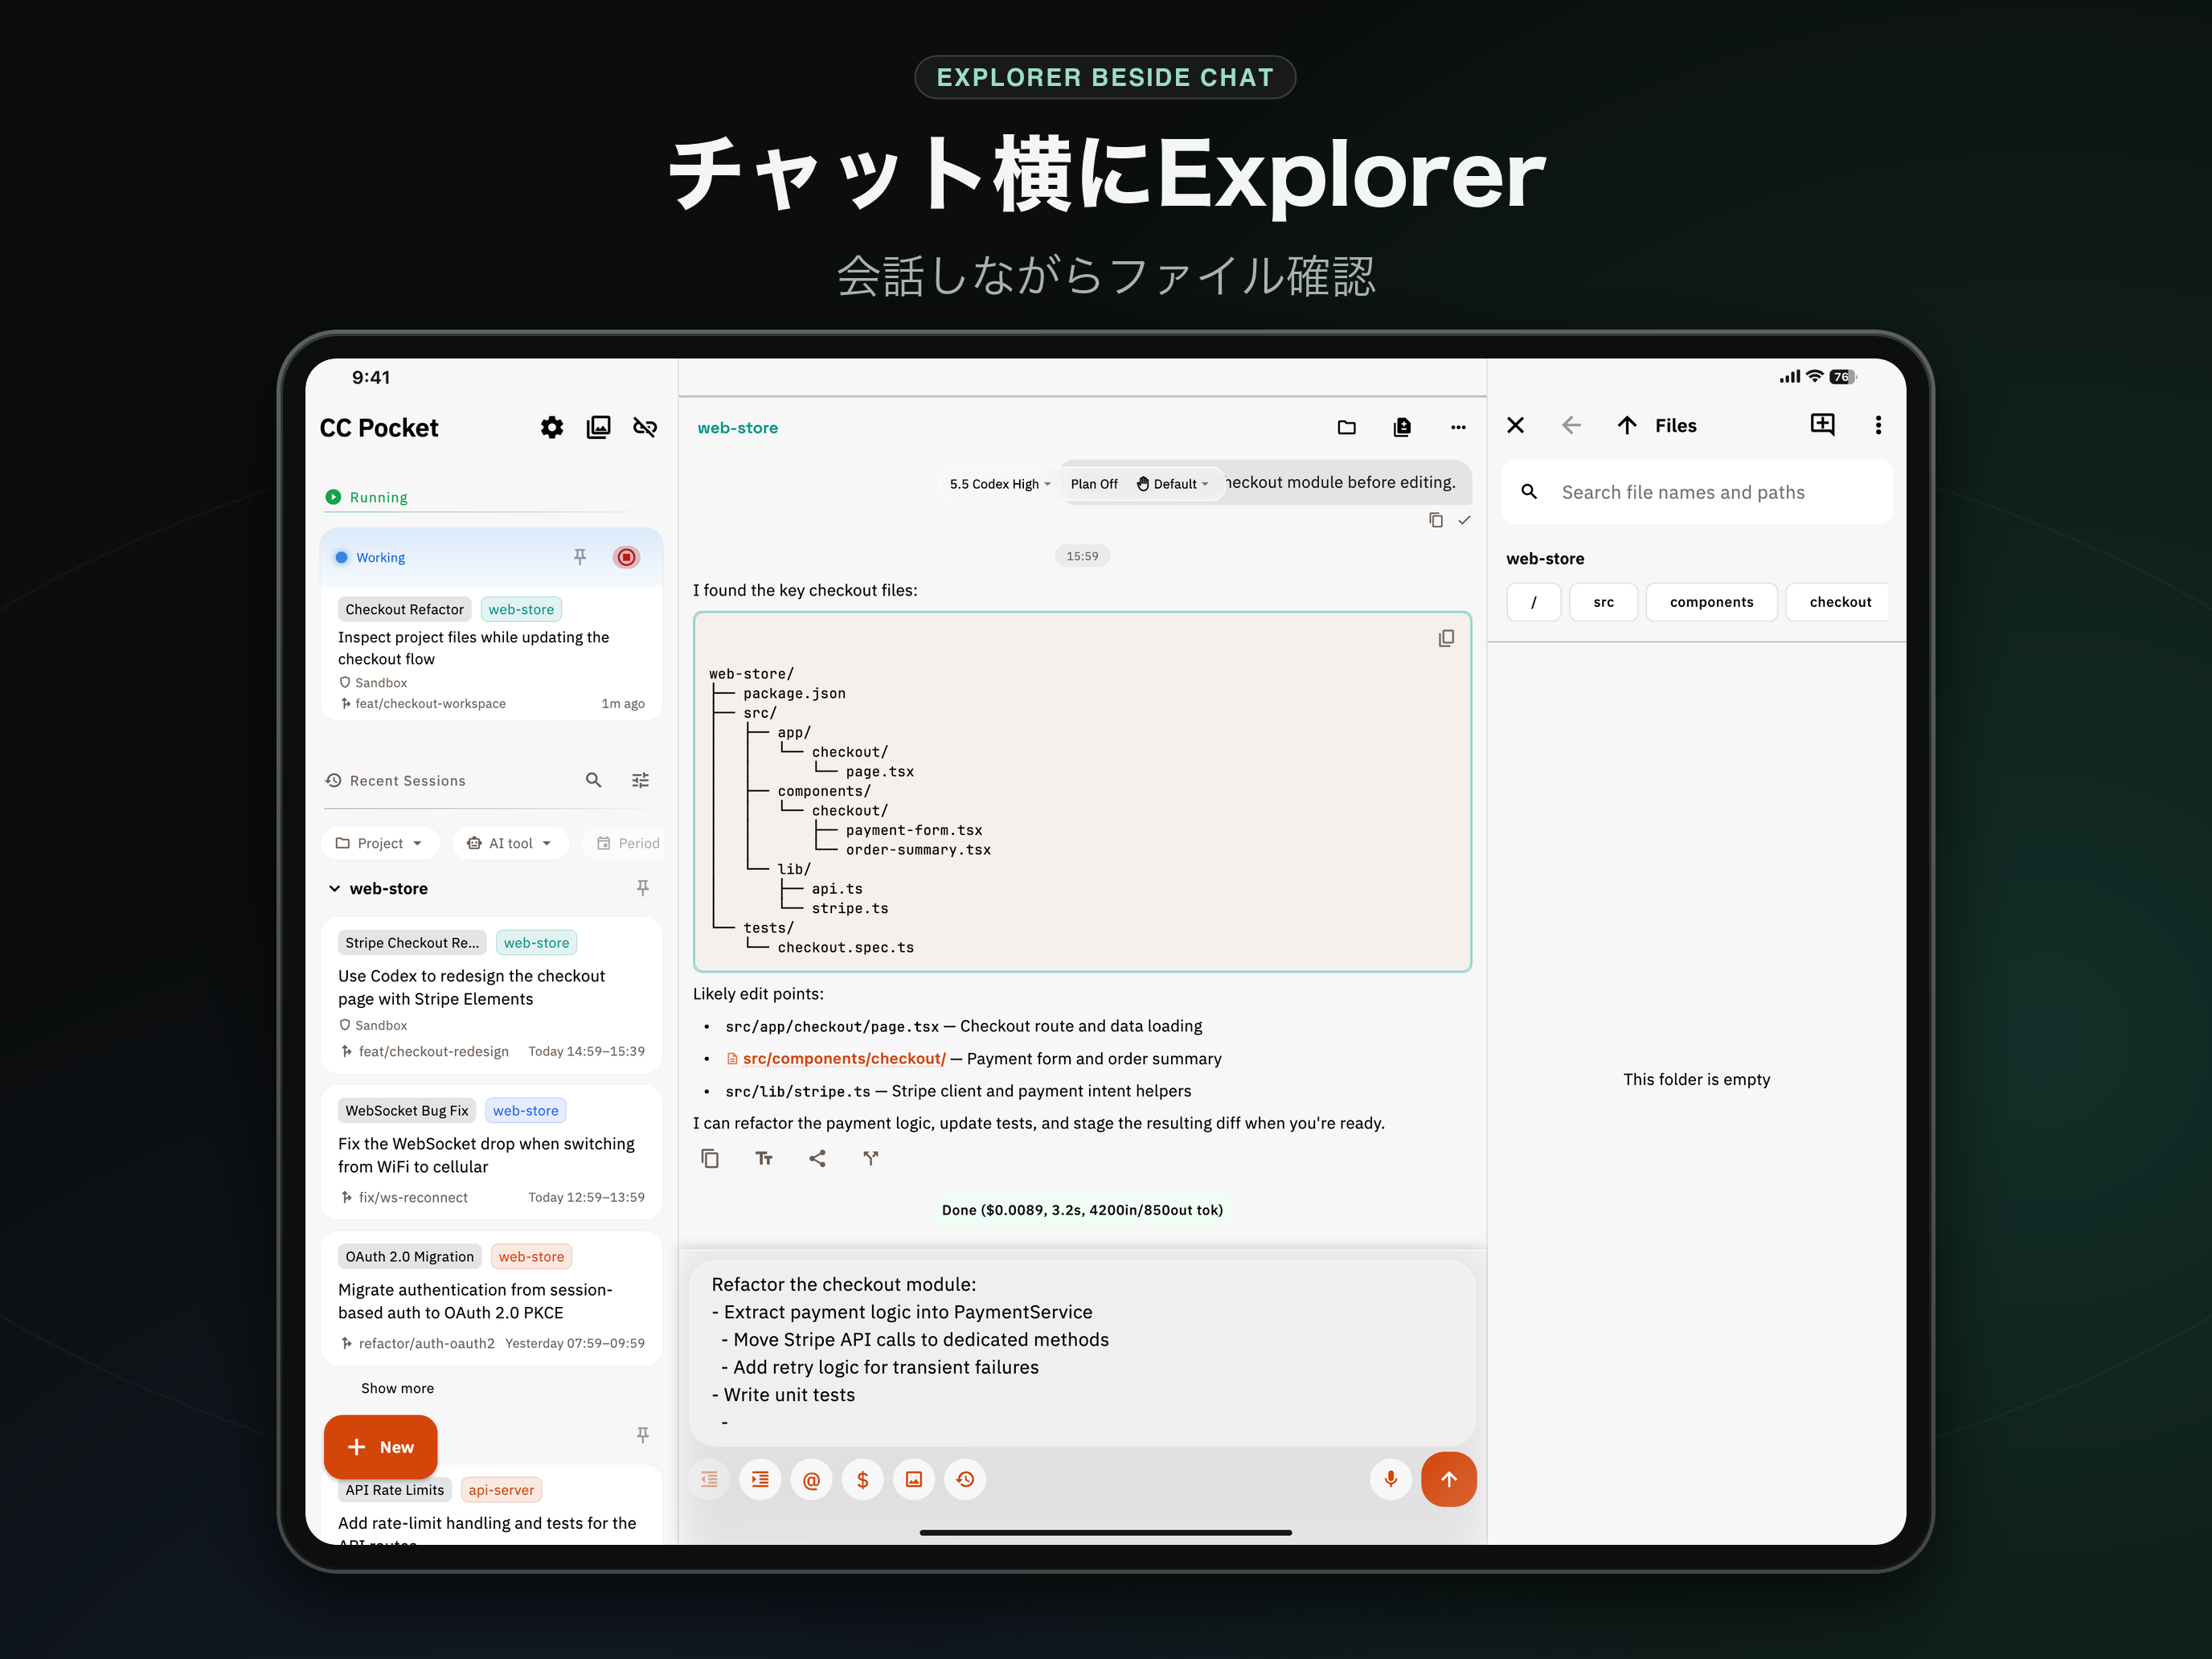 EXPLORER BESIDE CHAT
チャット横にExplorer
会話しながらファイル確認
9:41
76
CC Pocket
Running
Working
Checkout Refactor
web-store
Inspect project files while updating the
checkout flow
Sandbox
feat/checkout-workspace
1m ago
Recent Sessions
Project
AI tool
Period
web-store
Stripe Checkout Re...
web-store
Use Codex to redesign the checkout
page with Stripe Elements
Sandbox
feat/checkout-redesign
Today 14:59–15:39
WebSocket Bug Fix
web-store
Fix the WebSocket drop when switching
from WiFi to cellular
fix/ws-reconnect
Today 12:59–13:59
OAuth 2.0 Migration
web-store
Migrate authentication from session-
based auth to OAuth 2.0 PKCE
refactor/auth-oauth2
Yesterday 07:59–09:59
Show more
New
API Rate Limits
api-server
Add rate-limit handling and tests for the
API routes
web-store
5.5 Codex High
Plan Off
Default
heckout module before editing.
15:59
I found the key checkout files:
web-store/
├── package.json
├── src/
│   ├── app/
│   │   └── checkout/
│   │       └── page.tsx
│   ├── components/
│   │   └── checkout/
│   │       ├── payment-form.tsx
│   │       └── order-summary.tsx
│   └── lib/
│       ├── api.ts
│       └── stripe.ts
└── tests/
    └── checkout.spec.ts
Likely edit points:
• src/app/checkout/page.tsx — Checkout route and data loading
• src/components/checkout/ — Payment form and order summary
• src/lib/stripe.ts — Stripe client and payment intent helpers
I can refactor the payment logic, update tests, and stage the resulting diff when you're ready.
Done ($0.0089, 3.2s, 4200in/850out tok)
Refactor the checkout module:
- Extract payment logic into PaymentService
  - Move Stripe API calls to dedicated methods
  - Add retry logic for transient failures
- Write unit tests
  -
Files
Search file names and paths
web-store
/
src
components
checkout
This folder is empty